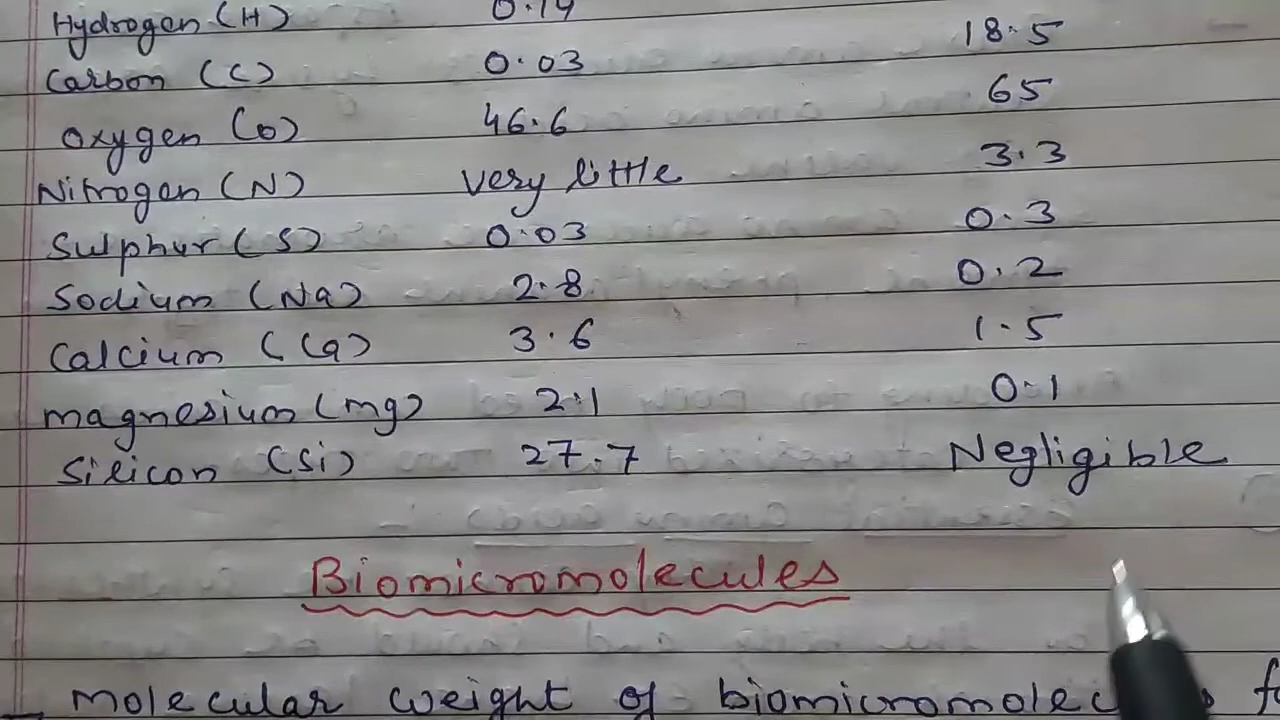 Hydrogen (H) 0.14
Carbon (C) 0.03 18.5
Oxygen (O) 46.6 65
Nitrogen (N) very little 3.3
Sulphur (S) 0.03 0.3
Sodium (Na) 2.8 0.2
Calcium (Ca) 3.6 1.5
magnesium (mg) 2.1 0.1
Silicon (Si) 27.7 Negligible
Biomicromolecules
molecular weight of